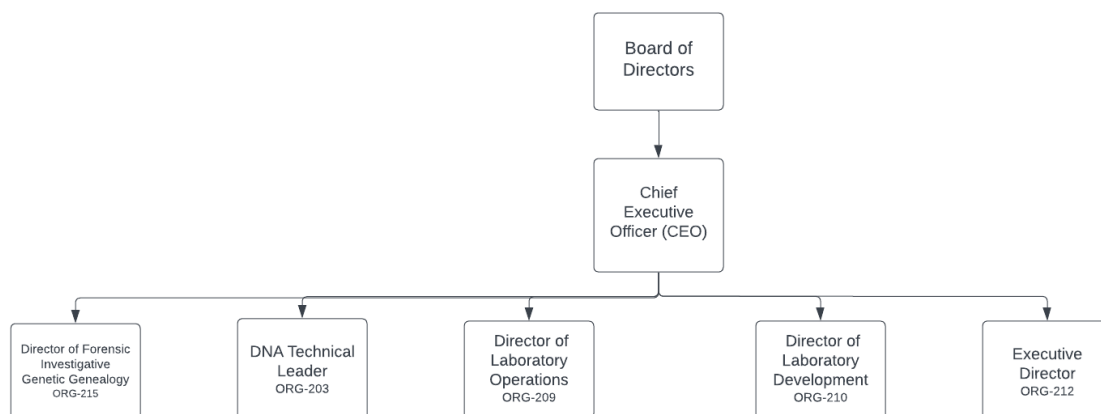 Board of
Directors
Chief
Executive
Officer (CEO)
Director of Forensic
Investigative
Genetic Genealogy
ORG-215
DNA Technical
Leader
ORG-203
Director of
Laboratory
Operations
ORG-209
Director of
Laboratory
Development
ORG-210
Executive
Director
ORG-212